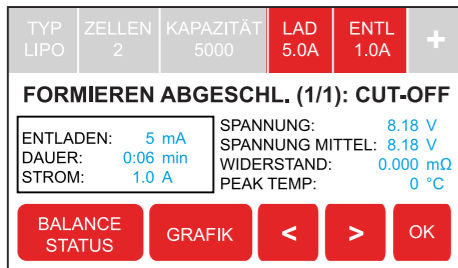 TYP ZELLEN KAPAZITÄT LAD ENTL +
LIPO 2 5000 5.0A 1.0A
FORMIEREN ABGESCHL. (1/1): CUT-OFF
ENTLADEN: 5 mA
DAUER: 0:06 min
STROM: 1.0 A
SPANNUNG: 8.18 V
SPANNUNG MITTEL: 8.18 V
WIDERSTAND: 0.000 mΩ
PEAK TEMP: 0 °C
BALANCE STATUS
GRAFIK
<
>
OK